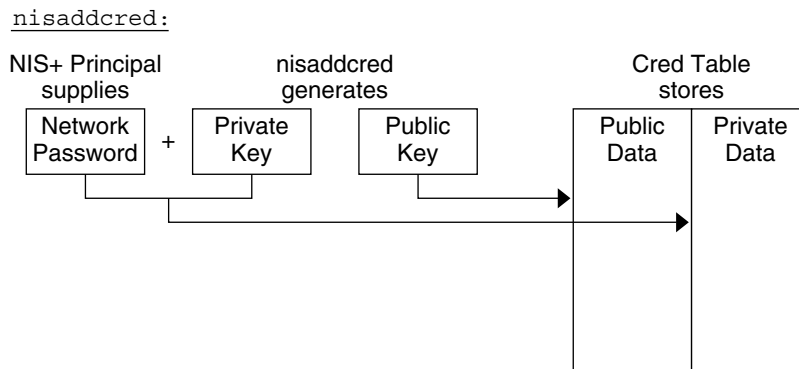 nisaddcred:
NIS+ Principal
supplies
nisaddcred
generates
Cred Table
stores
Network
Password
+
Private
Key
Public
Key
Public
Data
Private
Data